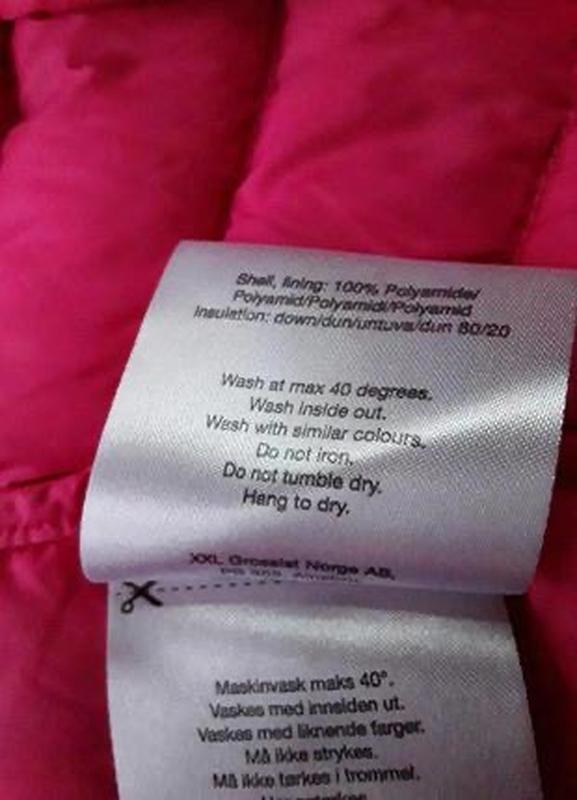 Shell, lining: 100% Polyamide/
Polyamid/Polyamidi/Polyamid
Insulation: down/dun/untuva/dun 80/20
Wash at max 40 degrees.
Wash inside out.
Wash with similar colours.
Do not iron.
Do not tumble dry.
Hang to dry.
XXL Grossist Norge AS,
Maskinvask maks 40°.
Vaskes med innsiden ut.
Vaskes med liknende farger.
Må ikke strykes.
Må ikke tørkes i trommel.